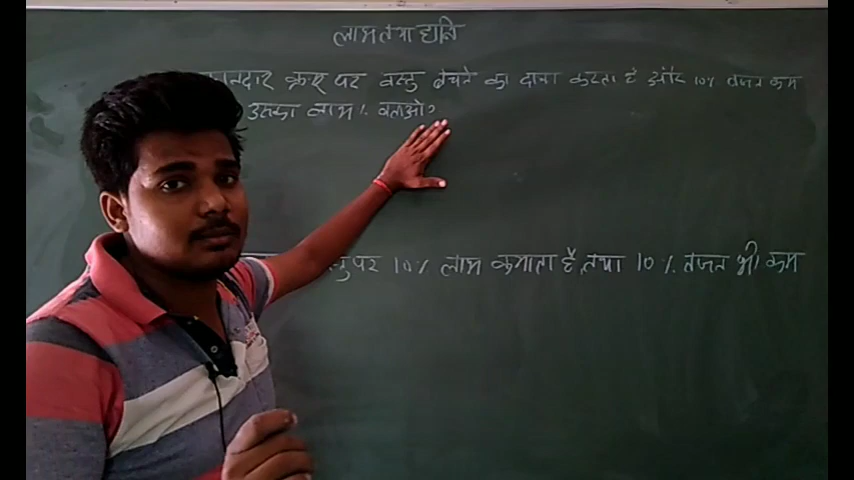 लाभ तथा हानि
दुकानदार क्रय पर वस्तु बेचने का दावा करता है और 10% वजन कम
उसका लाभ % बताओ?
पर 10% लाभ कमाता है, तथा 10% वजन भी कम